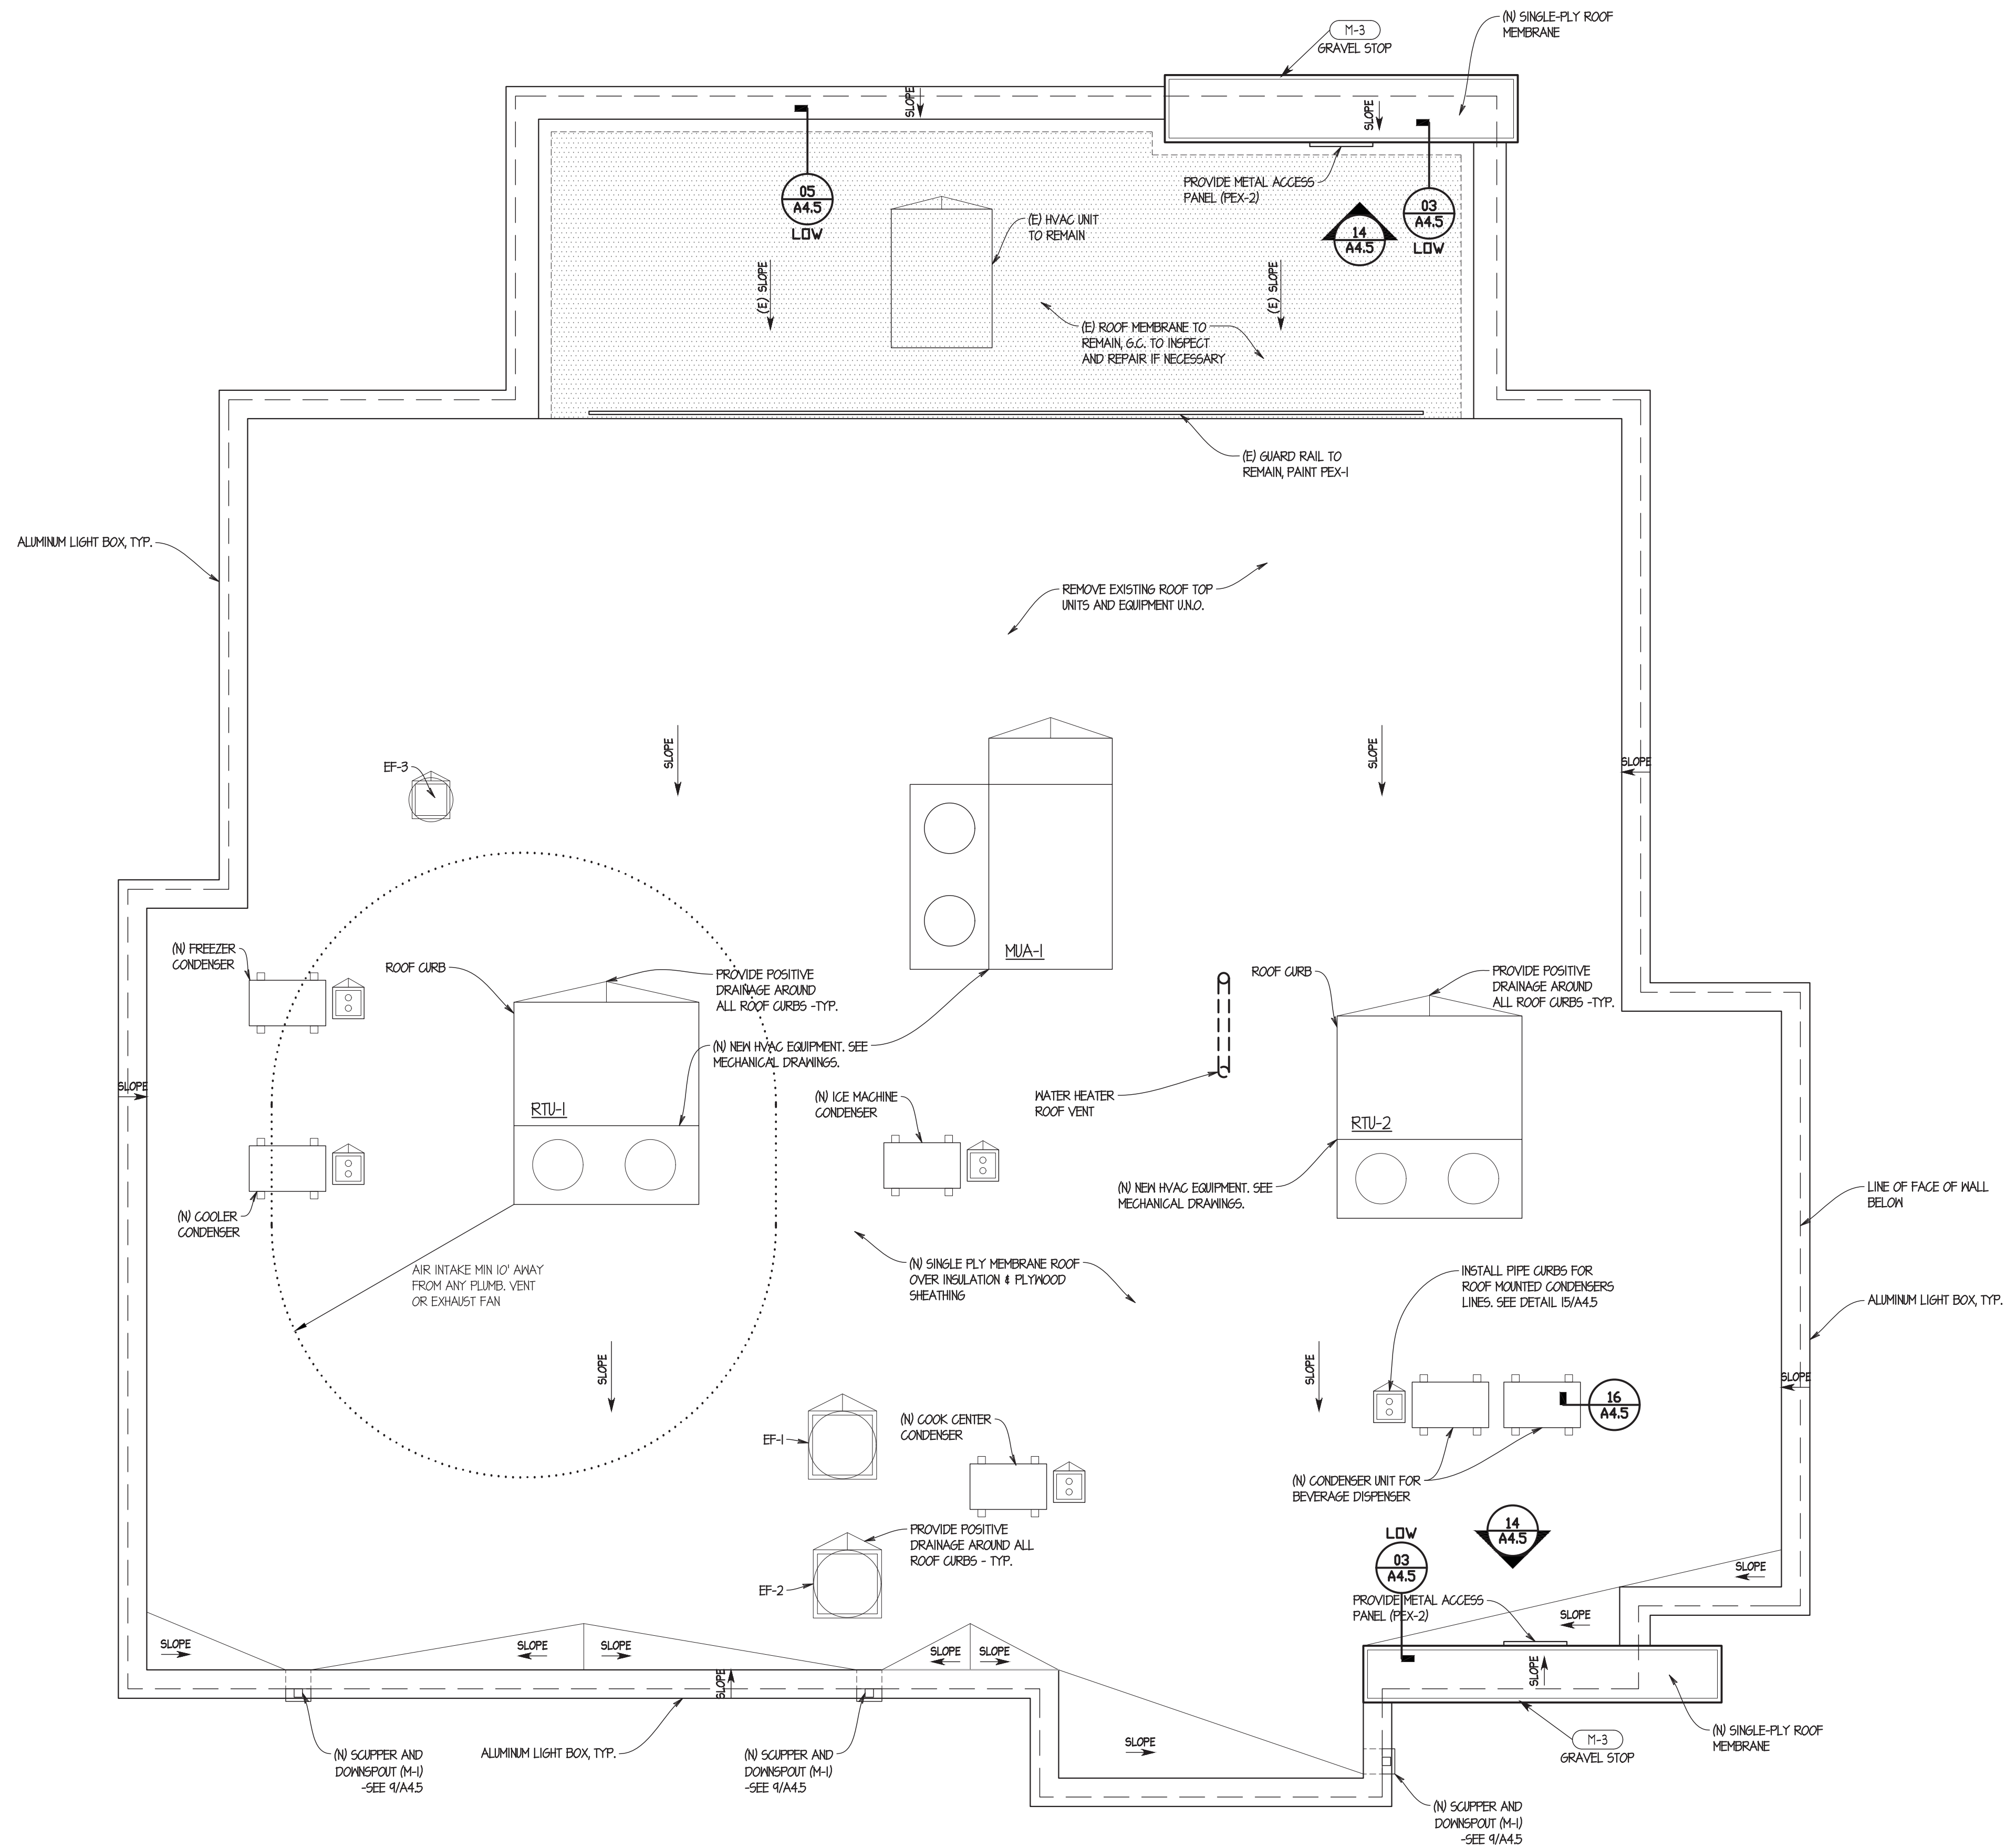 (N) SINGLE-PLY ROOF
MEMBRANE
M-3
GRAVEL STOP
SLOPE
SLOPE
05
A4.5
LOW
PROVIDE METAL ACCESS
PANEL (PEX-2)
03
A4.5
LOW
14
A4.5
(E) HVAC UNIT
TO REMAIN
(E) SLOPE
(E) SLOPE
(E) ROOF MEMBRANE TO
REMAIN, G.C. TO INSPECT
AND REPAIR IF NECESSARY
(E) GUARD RAIL TO
REMAIN, PAINT PEX-1
ALUMINUM LIGHT BOX, TYP.
REMOVE EXISTING ROOF TOP
UNITS AND EQUIPMENT U.N.O.
SLOPE
SLOPE
SLOPE
EF-3
MUA-1
(N) FREEZER
CONDENSER
ROOF CURB
PROVIDE POSITIVE
DRAINAGE AROUND
ALL ROOF CURBS -TYP.
ROOF CURB
PROVIDE POSITIVE
DRAINAGE AROUND
ALL ROOF CURBS -TYP.
(N) NEW HVAC EQUIPMENT. SEE
MECHANICAL DRAWINGS.
SLOPE
RTU-1
(N) ICE MACHINE
CONDENSER
WATER HEATER
ROOF VENT
RTU-2
(N) NEW HVAC EQUIPMENT. SEE
MECHANICAL DRAWINGS.
LINE OF FACE OF WALL
BELOW
(N) COOLER
CONDENSER
AIR INTAKE MIN 10' AWAY
FROM ANY PLUMB. VENT
OR EXHAUST FAN
(N) SINGLE PLY MEMBRANE ROOF
OVER INSULATION & PLYWOOD
SHEATHING
INSTALL PIPE CURBS FOR
ROOF MOUNTED CONDENSERS
LINES. SEE DETAIL 15/A4.5
ALUMINUM LIGHT BOX, TYP.
SLOPE
SLOPE
SLOPE
16
A4.5
EF-1
(N) COOK CENTER
CONDENSER
(N) CONDENSER UNIT FOR
BEVERAGE DISPENSER
PROVIDE POSITIVE
DRAINAGE AROUND ALL
ROOF CURBS - TYP.
LOW
03
A4.5
14
A4.5
EF-2
SLOPE
PROVIDE METAL ACCESS
PANEL (PEX-2)
SLOPE
SLOPE
SLOPE
SLOPE
SLOPE
SLOPE
SLOPE
SLOPE
SLOPE
(N) SCUPPER AND
DOWNSPOUT (M-1)
-SEE 9/A4.5
ALUMINUM LIGHT BOX, TYP.
(N) SCUPPER AND
DOWNSPOUT (M-1)
-SEE 9/A4.5
M-3
GRAVEL STOP
(N) SINGLE-PLY ROOF
MEMBRANE
(N) SCUPPER AND
DOWNSPOUT (M-1)
-SEE 9/A4.5